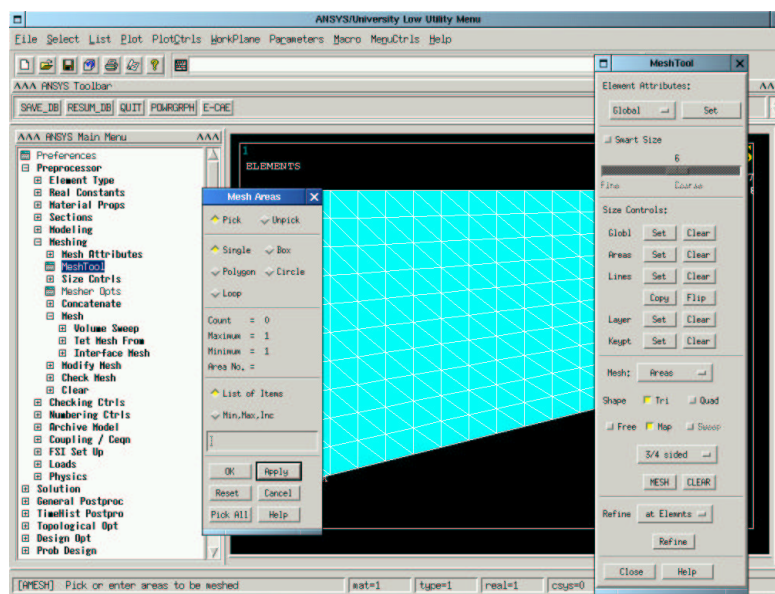 ANSYS/University Low Utility Menu
File Select List Plot PlotCtrls WorkPlane Parameters Macro MenuCtrls Help
ANSYS Toolbar
SAVE_DB RESUM_DB QUIT POWRGRPH E-CAE
ANSYS Main Menu
Preferences
Preprocessor
Element Type
Real Constants
Material Props
Sections
Modeling
Meshing
Mesh Attributes
MeshTool
Size Cntrls
Mesher Opts
Concatenate
Mesh
Volume Sweep
Tet Mesh From
Interface Mesh
Modify Mesh
Check Mesh
Clear
Checking Ctrls
Numbering Ctrls
Archive Model
Coupling / Ceqn
FSI Set Up
Loads
Physics
Solution
General Postproc
TimeHist Postpro
Topological Opt
Design Opt
Prob Design
1
ELEMENTS
Mesh Areas
Pick Unpick
Single Box
Polygon Circle
Loop
Count = 0
Maximum = 1
Minimum = 1
Area No. =
List of Items
Min,Max,Inc
OK Apply
Reset Cancel
Pick All Help
MeshTool
Element Attributes:
Global Set
Smart Size
6
Fine Coarse
Size Controls:
Globl Set Clear
Areas Set Clear
Lines Set Clear
Copy Flip
Layer Set Clear
Keypt Set Clear
Mesh: Areas
Shape Tri Quad
Free Map Sweep
3/4 sided
MESH CLEAR
Refine at Elemnts
Refine
Close Help
[AMESH] Pick or enter areas to be meshed
mat=1 type=1 real=1 csys=0